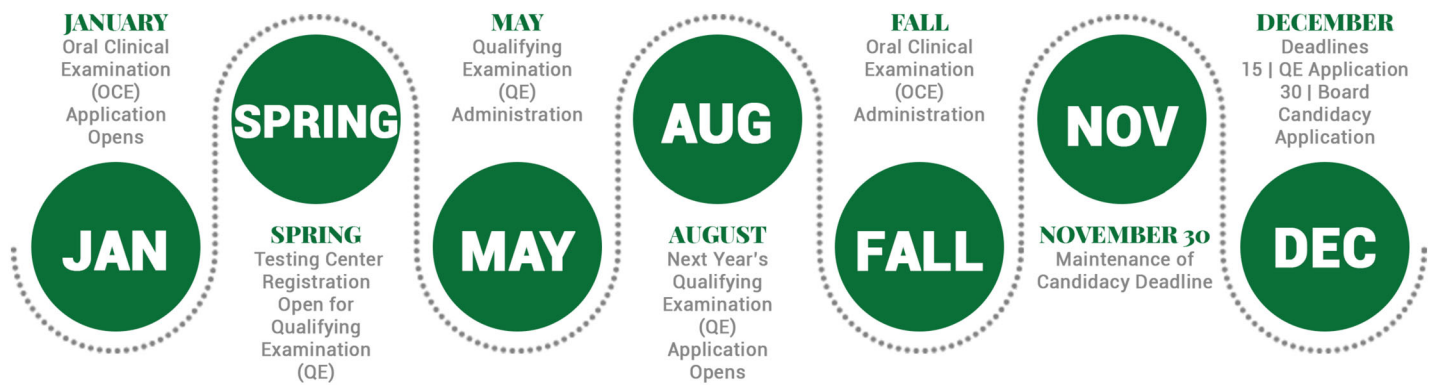 JANUARY
Oral Clinical
Examination
(OCE)
Application
Opens
JAN
SPRING
SPRING
Testing Center
Registration
Open for
Qualifying
Examination
(QE)
MAY
Qualifying
Examination
(QE)
Administration
MAY
AUG
AUGUST
Next Year's
Qualifying
Examination
(QE)
Application
Opens
FALL
Oral Clinical
Examination
(OCE)
Administration
FALL
NOV
NOVEMBER 30
Maintenance of
Candidacy Deadline
DECEMBER
Deadlines
15 | QE Application
30 | Board
Candidacy
Application
DEC